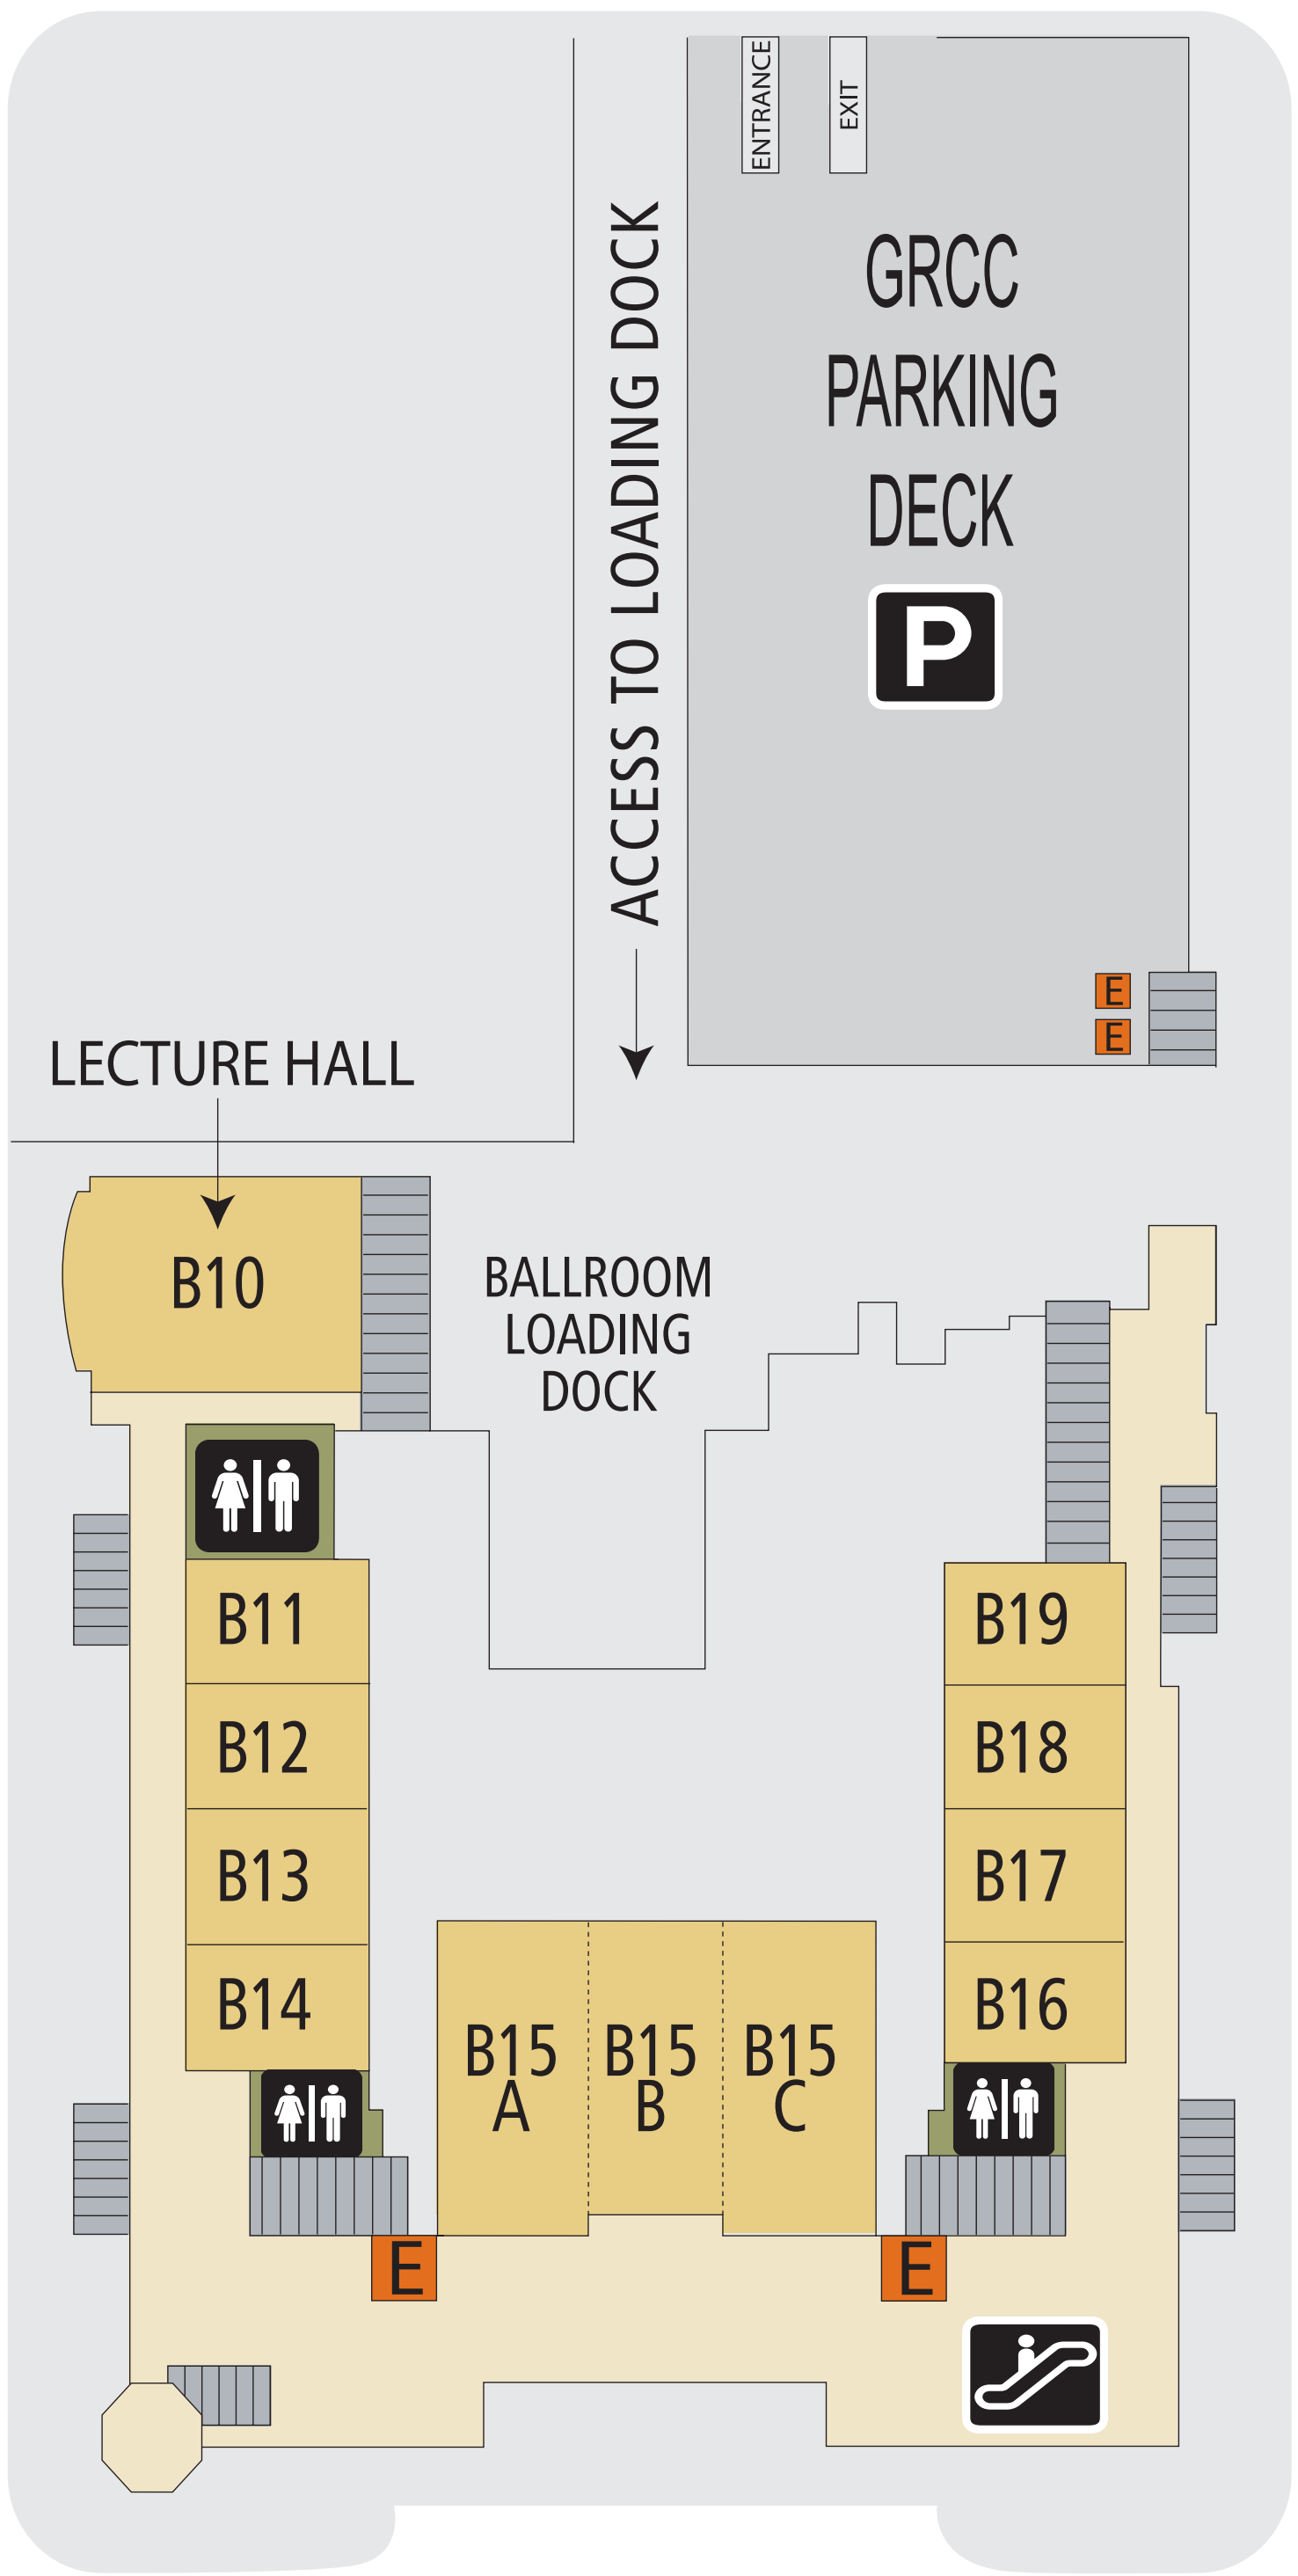 ENTRANCE
EXIT
GRCC
PARKING
DECK
P
ACCESS TO LOADING DOCK
E
E
LECTURE HALL
B10
BALLROOM
LOADING
DOCK
B11
B12
B13
B14
B19
B18
B17
B16
B15
A
B15
B
B15
C
E
E